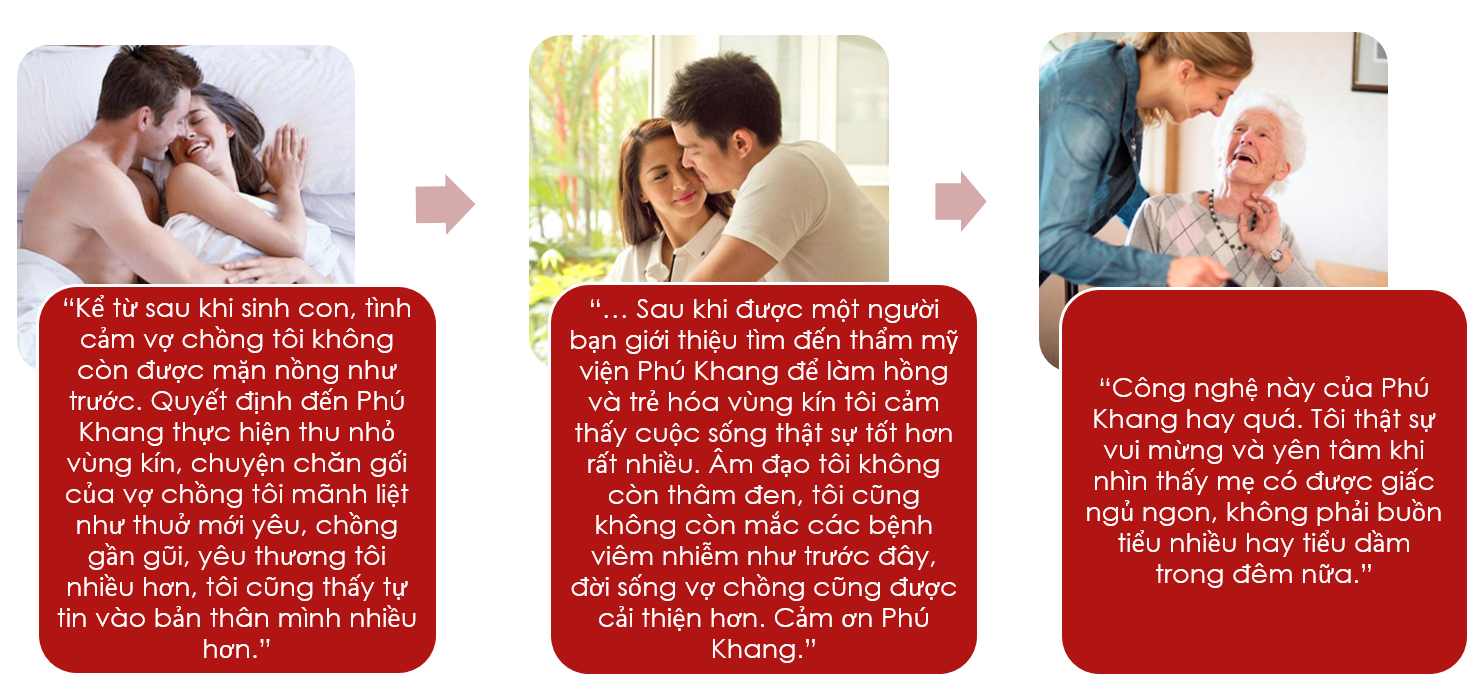 “Kể từ sau khi sinh con, tình
cảm vợ chồng tôi không
còn được mặn nồng như
trước. Quyết định đến Phú
Khang thực hiện thu nhỏ
vùng kín, chuyện chăn gối
của vợ chồng tôi mãnh liệt
như thuở mới yêu, chồng
gần gũi, yêu thương tôi
nhiều hơn, tôi cũng thấy tự
tin vào bản thân mình nhiều
hơn.”
“… Sau khi được một người
bạn giới thiệu tìm đến thẩm mỹ
viện Phú Khang để làm hồng
và trẻ hóa vùng kín tôi cảm
thấy cuộc sống thật sự tốt hơn
rất nhiều. Âm đạo tôi không
còn thâm đen, tôi cũng
không còn mắc các bệnh
viêm nhiễm như trước đây,
đời sống vợ chồng cũng được
cải thiện hơn. Cảm ơn Phú
Khang.”
“Công nghệ này của Phú
Khang hay quá. Tôi thật sự
vui mừng và yên tâm khi
nhìn thấy mẹ có được giấc
ngủ ngon, không phải buồn
tiểu nhiều hay tiểu dầm
trong đêm nữa.”